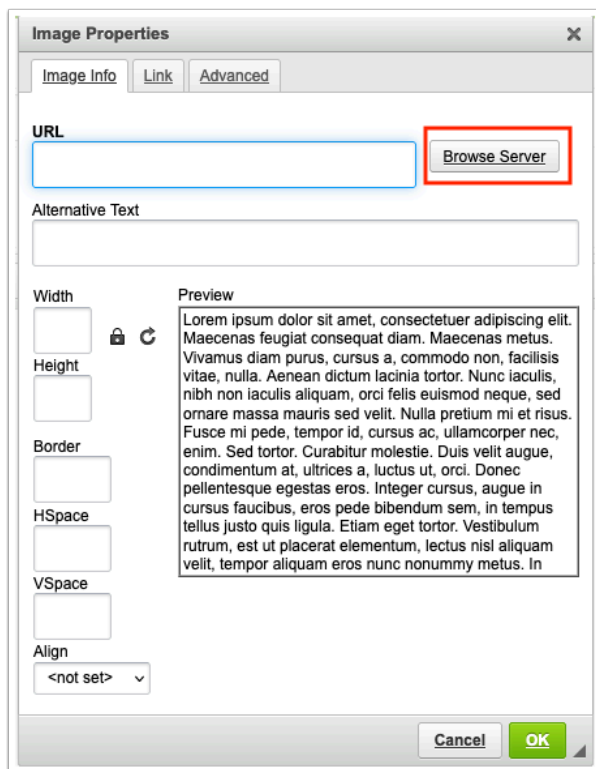 Image Properties
Image Info Link Advanced
URL
Browse Server
Alternative Text
Width
Preview
Lorem ipsum dolor sit amet, consectetuer adipiscing elit.
Maecenas feugiat consequat diam. Maecenas metus.
Vivamus diam purus, cursus a, commodo non, facilisis
vitae, nulla. Aenean dictum lacinia tortor. Nunc iaculis,
nibh non iaculis aliquam, orci felis euismod neque, sed
ornare massa mauris sed velit. Nulla pretium mi et risus.
Fusce mi pede, tempor id, cursus ac, ullamcorper nec,
enim. Sed tortor. Curabitur molestie. Duis velit augue,
condimentum at, ultrices a, luctus ut, orci. Donec
pellentesque egestas eros. Integer cursus, augue in
cursus faucibus, eros pede bibendum sem, in tempus
tellus justo quis ligula. Etiam eget tortor. Vestibulum
rutrum, est ut placerat elementum, lectus nisl aliquam
velit, tempor aliquam eros nunc nonummy metus. In
Height
Border
HSpace
VSpace
Align
<not set>
Cancel OK